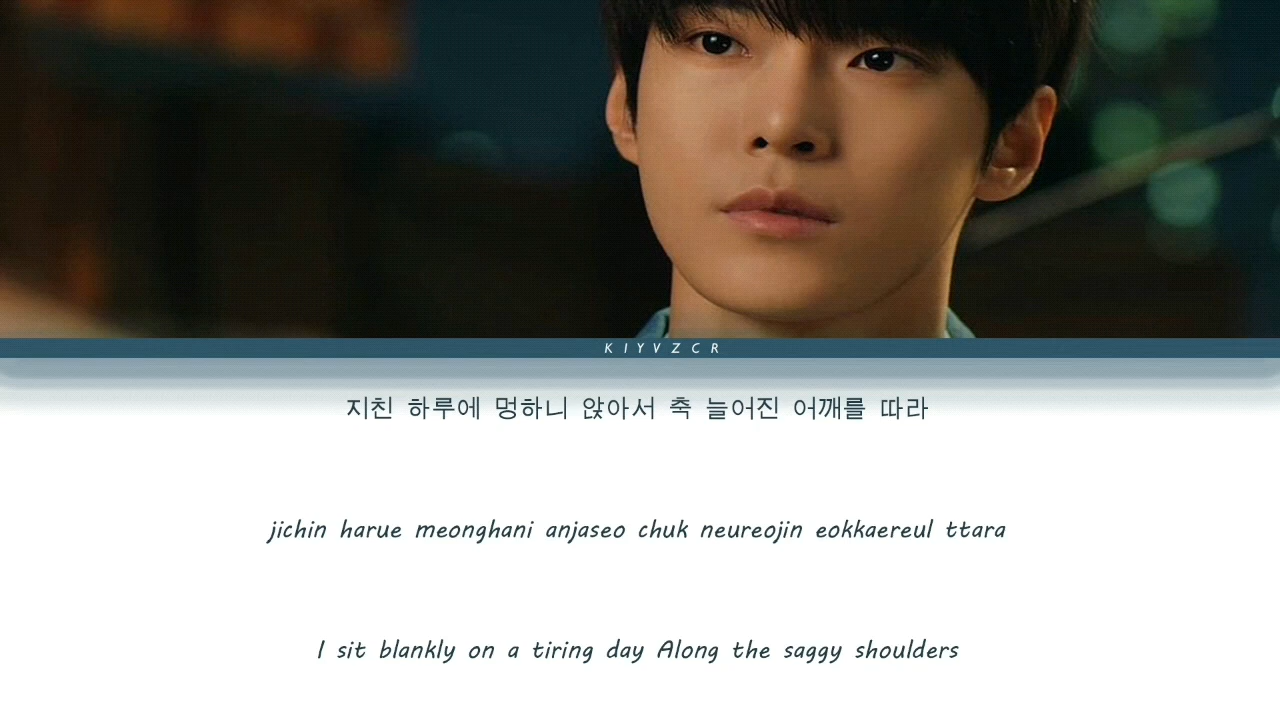 KIYVZCR
지친 하루에 멍하니 앉아서 축 늘어진 어깨를 따라
jichin harue meonghani anjaseo chuk neureojin eokkaereul ttara
I sit blankly on a tiring day Along the saggy shoulders